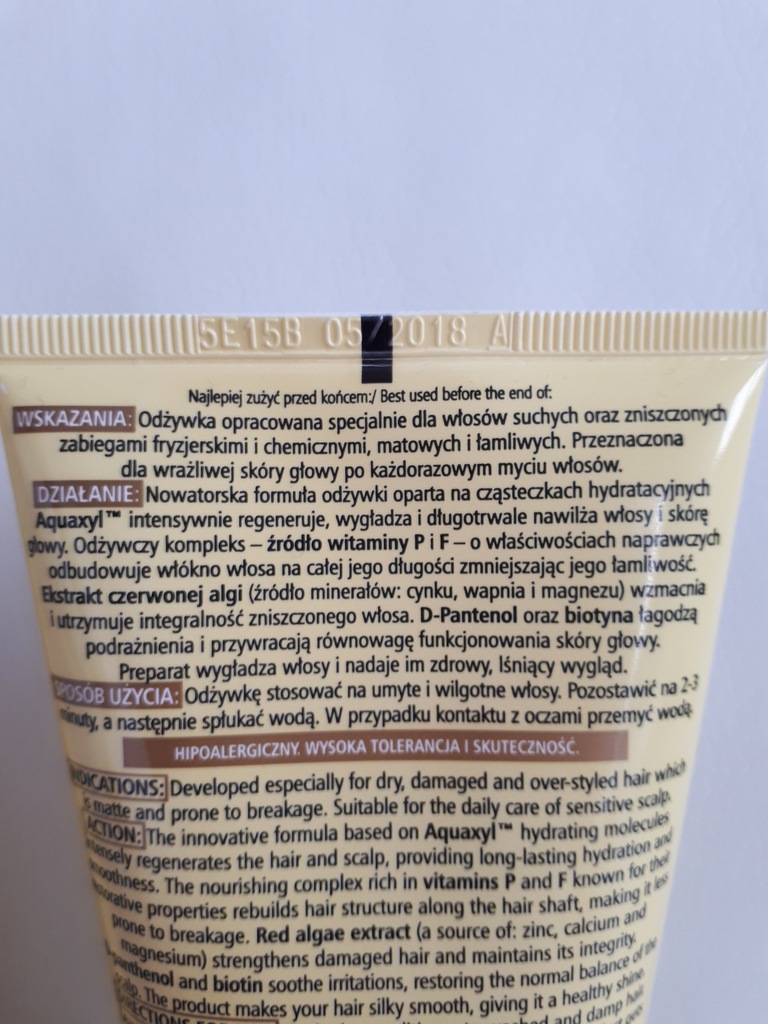 5E15B 05/2018 A
Najlepiej zużyć przed końcem:/ Best used before the end of:
WSKAZANIA: Odżywka opracowana specjalnie dla włosów suchych oraz zniszczonych
zabiegami fryzjerskimi i chemicznymi, matowych i łamliwych. Przeznaczona
dla wrażliwej skóry głowy po każdorazowym myciu włosów.
DZIAŁANIE: Nowatorska formuła odżywki oparta na cząsteczkach hydratacyjnych
Aquaxyl™ intensywnie regeneruje, wygładza i długotrwale nawilża włosy i skórę
głowy. Odżywczy kompleks – źródło witaminy P i F – o właściwościach naprawczych
odbudowuje włókno włosa na całej jego długości zmniejszając jego łamliwość.
Ekstrakt czerwonej algi (źródło minerałów: cynku, wapnia i magnezu) wzmacnia
i utrzymuje integralność zniszczonego włosa. D-Pantenol oraz biotyna łagodzą
podrażnienia i przywracają równowagę funkcjonowania skóry głowy.
Preparat wygładza włosy i nadaje im zdrowy, lśniący wygląd.
SPOSÓB UŻYCIA: Odżywkę stosować na umyte i wilgotne włosy. Pozostawić na 2-3
minuty, a następnie spłukać wodą. W przypadku kontaktu z oczami przemyć wodą.
HIPOALERGICZNY. WYSOKA TOLERANCJA I SKUTECZNOŚĆ.
INDICATIONS: Developed especially for dry, damaged and over-styled hair which
is matte and prone to breakage. Suitable for the daily care of sensitive scalp.
ACTION: The innovative formula based on Aquaxyl™ hydrating molecules
intensely regenerates the hair and scalp, providing long-lasting hydration and
smoothness. The nourishing complex rich in vitamins P and F known for their
restorative properties rebuilds hair structure along the hair shaft, making it less
prone to breakage. Red algae extract (a source of: zinc, calcium and
magnesium) strengthens damaged hair and maintains its integrity.
D-panthenol and biotin soothe irritations, restoring the normal balance of the
scalp. The product makes your hair silky smooth, giving it a healthy shine.
and damp hair